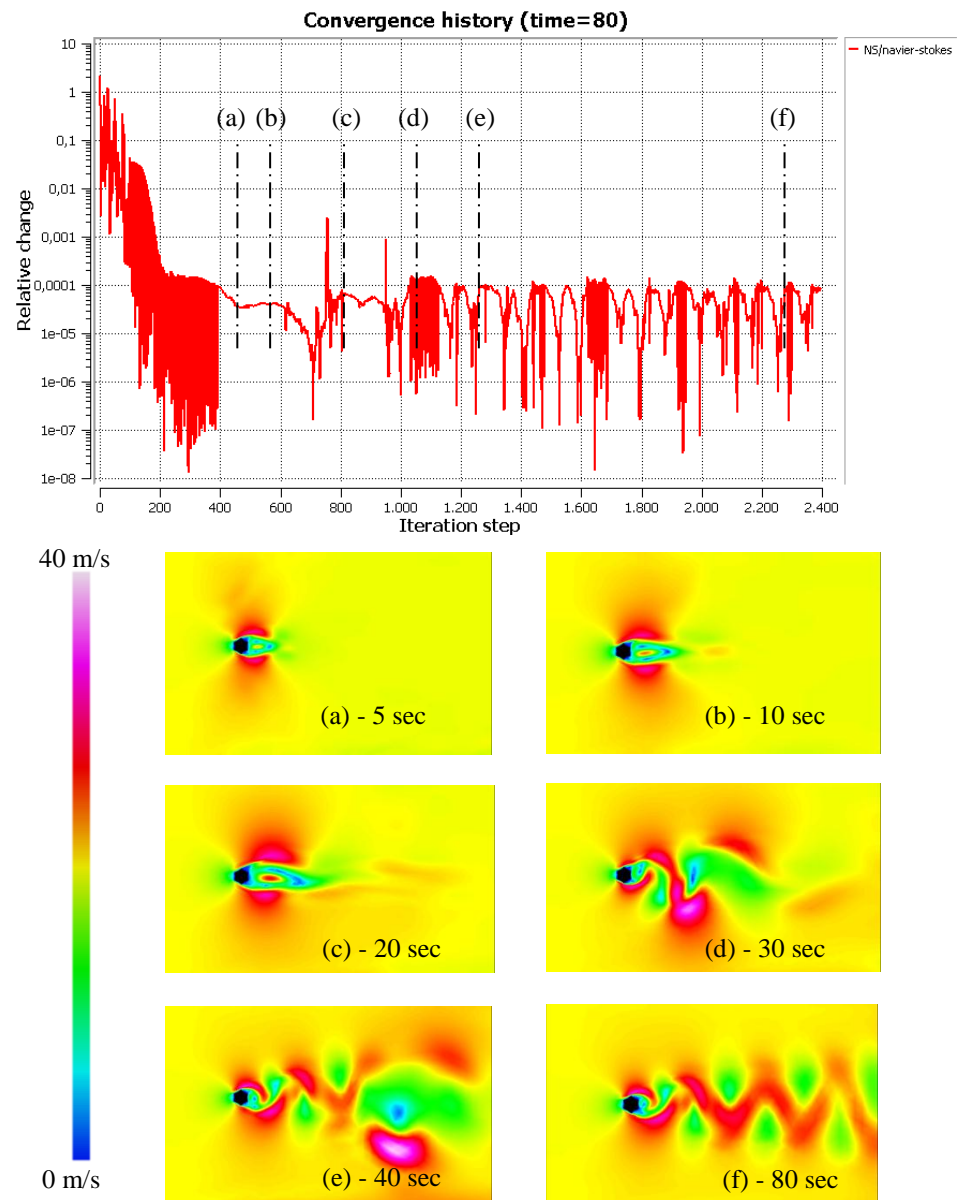 Convergence history (time=80)
NS/navier-stokes
10
1
0,1
0,01
0,001
0,0001
1e-05
1e-06
1e-07
1e-08
Relative change
(a) (b) (c) (d) (e) (f)
0 200 400 600 800 1.000 1.200 1.400 1.600 1.800 2.000 2.200 2.400
Iteration step
40 m/s
0 m/s
(a) - 5 sec
(b) - 10 sec
(c) - 20 sec
(d) - 30 sec
(e) - 40 sec
(f) - 80 sec